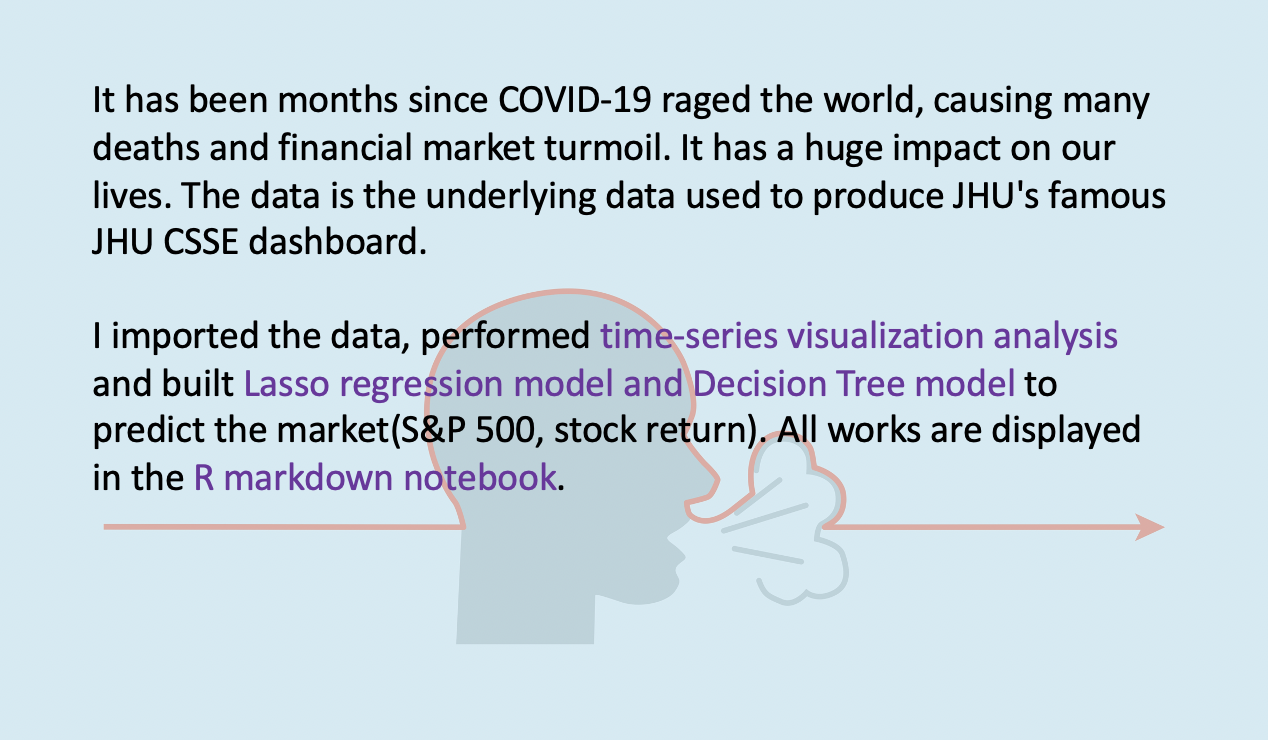 It has been months since COVID-19 raged the world, causing many
deaths and financial market turmoil. It has a huge impact on our
lives. The data is the underlying data used to produce JHU's famous
JHU CSSE dashboard.
I imported the data, performed time-series visualization analysis
and built Lasso regression model and Decision Tree model to
predict the market(S&P 500, stock return). All works are displayed
in the R markdown notebook.